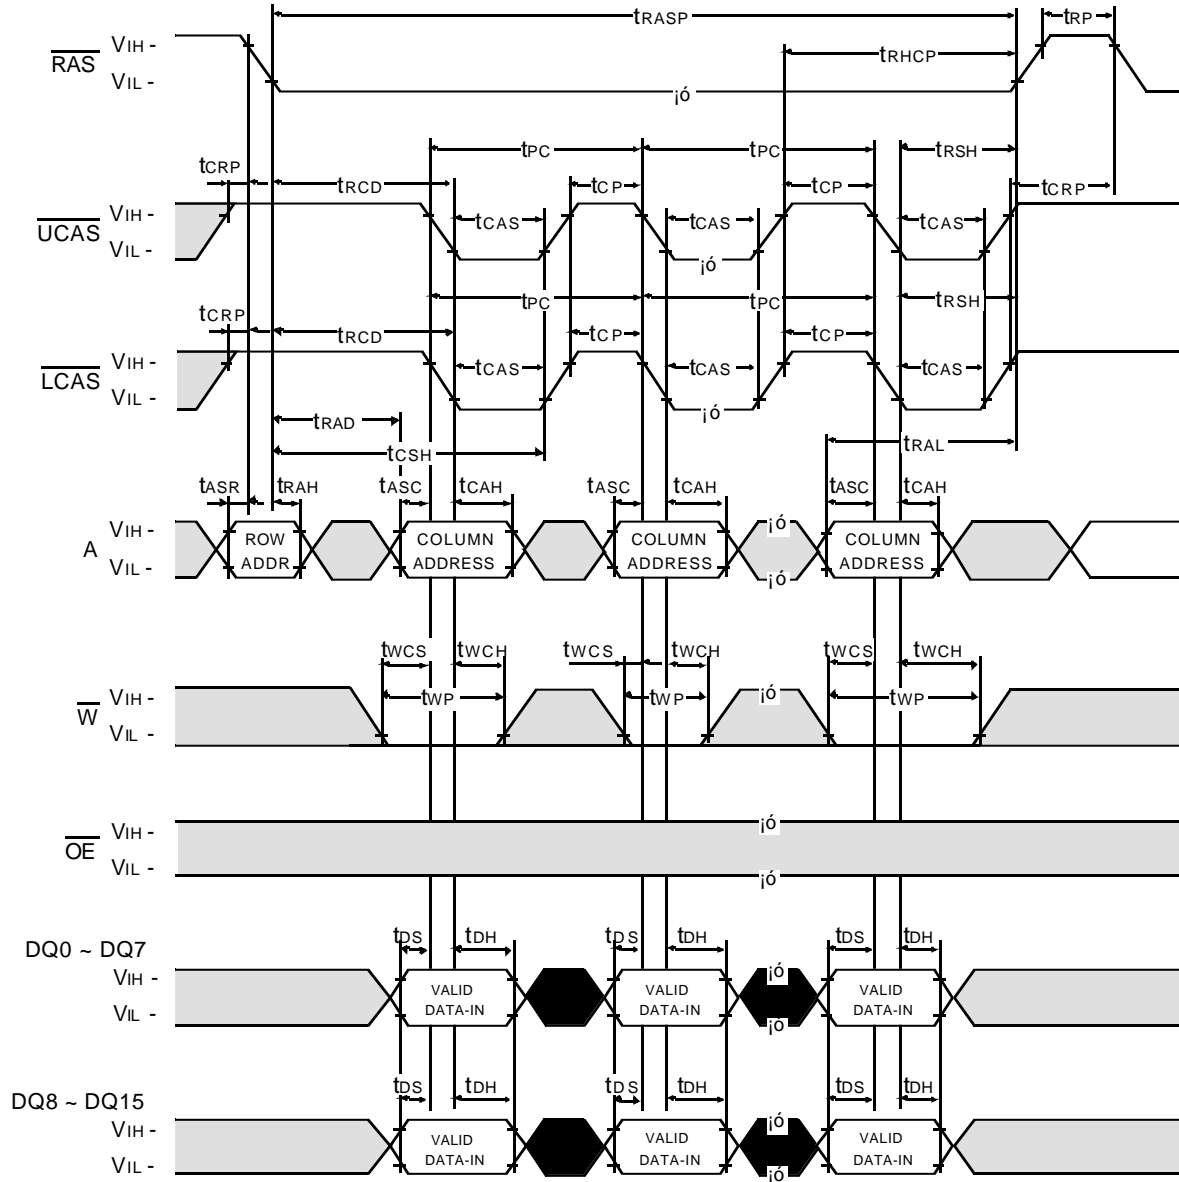 tRASP tRP
VIH -
RAS
tRHCP
VIL -
¡ó
tPC tPC tRSH
tCRP
tRCD tCP tCP tCRP
VIH -
UCAS
tCAS tCAS tCAS
VIL -
¡ó
tPC tPC tRSH
tCRP
tRCD tCP tCP
VIH -
LCAS
tCAS tCAS tCAS
VIL -
¡ó
tRAD
tCSH
tRAL
tASR tRAH tASC tCAH tASC tCAH tASC tCAH
VIH -
A
VIL -
ROW
ADDR
COLUMN
ADDRESS
COLUMN
ADDRESS
¡ó
¡ó
COLUMN
ADDRESS
tWCS tWCH tWCS tWCH tWCS tWCH
VIH -
W
VIL -
tWP tWP ¡ó tWP
VIH -
OE
VIL -
¡ó
¡ó
DQ0 ~ DQ7
tDS tDH tDS tDH tDS tDH
VIH -
VIL -
VALID
DATA-IN
VALID
DATA-IN
¡ó
¡ó
VALID
DATA-IN
DQ8 ~ DQ15
tDS tDH tDS tDH tDS tDH
VIH -
VIL -
VALID
DATA-IN
VALID
DATA-IN
¡ó
¡ó
VALID
DATA-IN